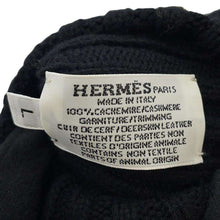 HERMÈS PARIS
MADE IN ITALY
100% CACHEMIRE/CASHMERE
GARNITURE/TRIMMING
CUIR DE CERF/DEERSKIN LEATHER
CONTIENT DES PARTIES NON
TEXTILES D'ORIGINE ANIMALE
CONTAINS NON-TEXTILE
PARTS OF ANIMAL ORIGIN
L